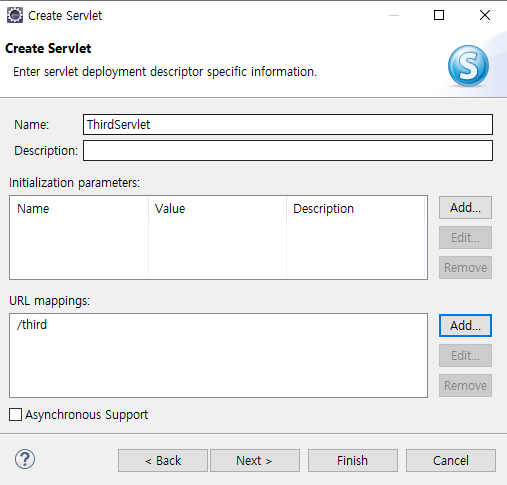 Create Servlet
Create Servlet
Enter servlet deployment descriptor specific information.
S
Name: ThirdServlet
Description:
Initialization parameters:
Name Value Description
Add...
Edit...
Remove
URL mappings:
/third
Add...
Edit...
Remove
Asynchronous Support
? < Back Next > Finish Cancel